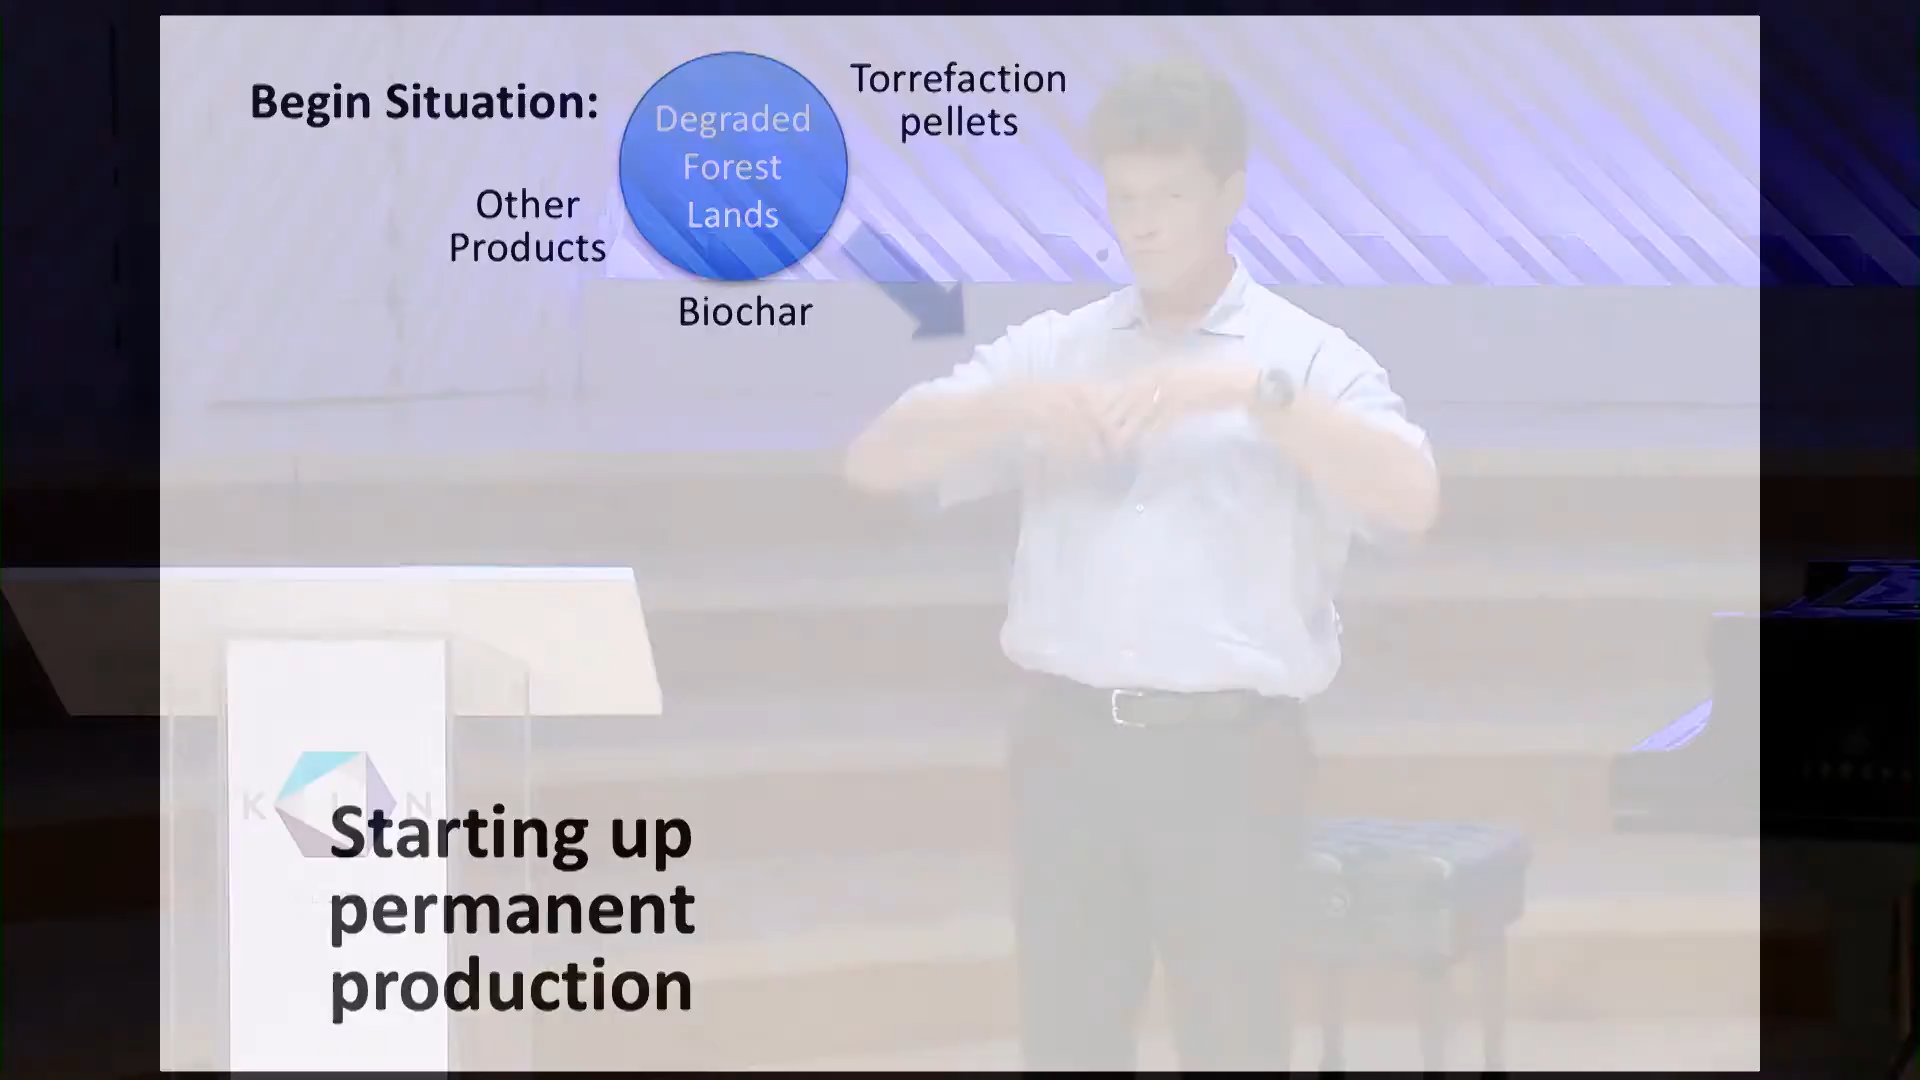 Begin Situation:
Degraded
Forest
Lands
Torrefaction
pellets
Other
Products
Biochar
K I N
Starting up
permanent
production